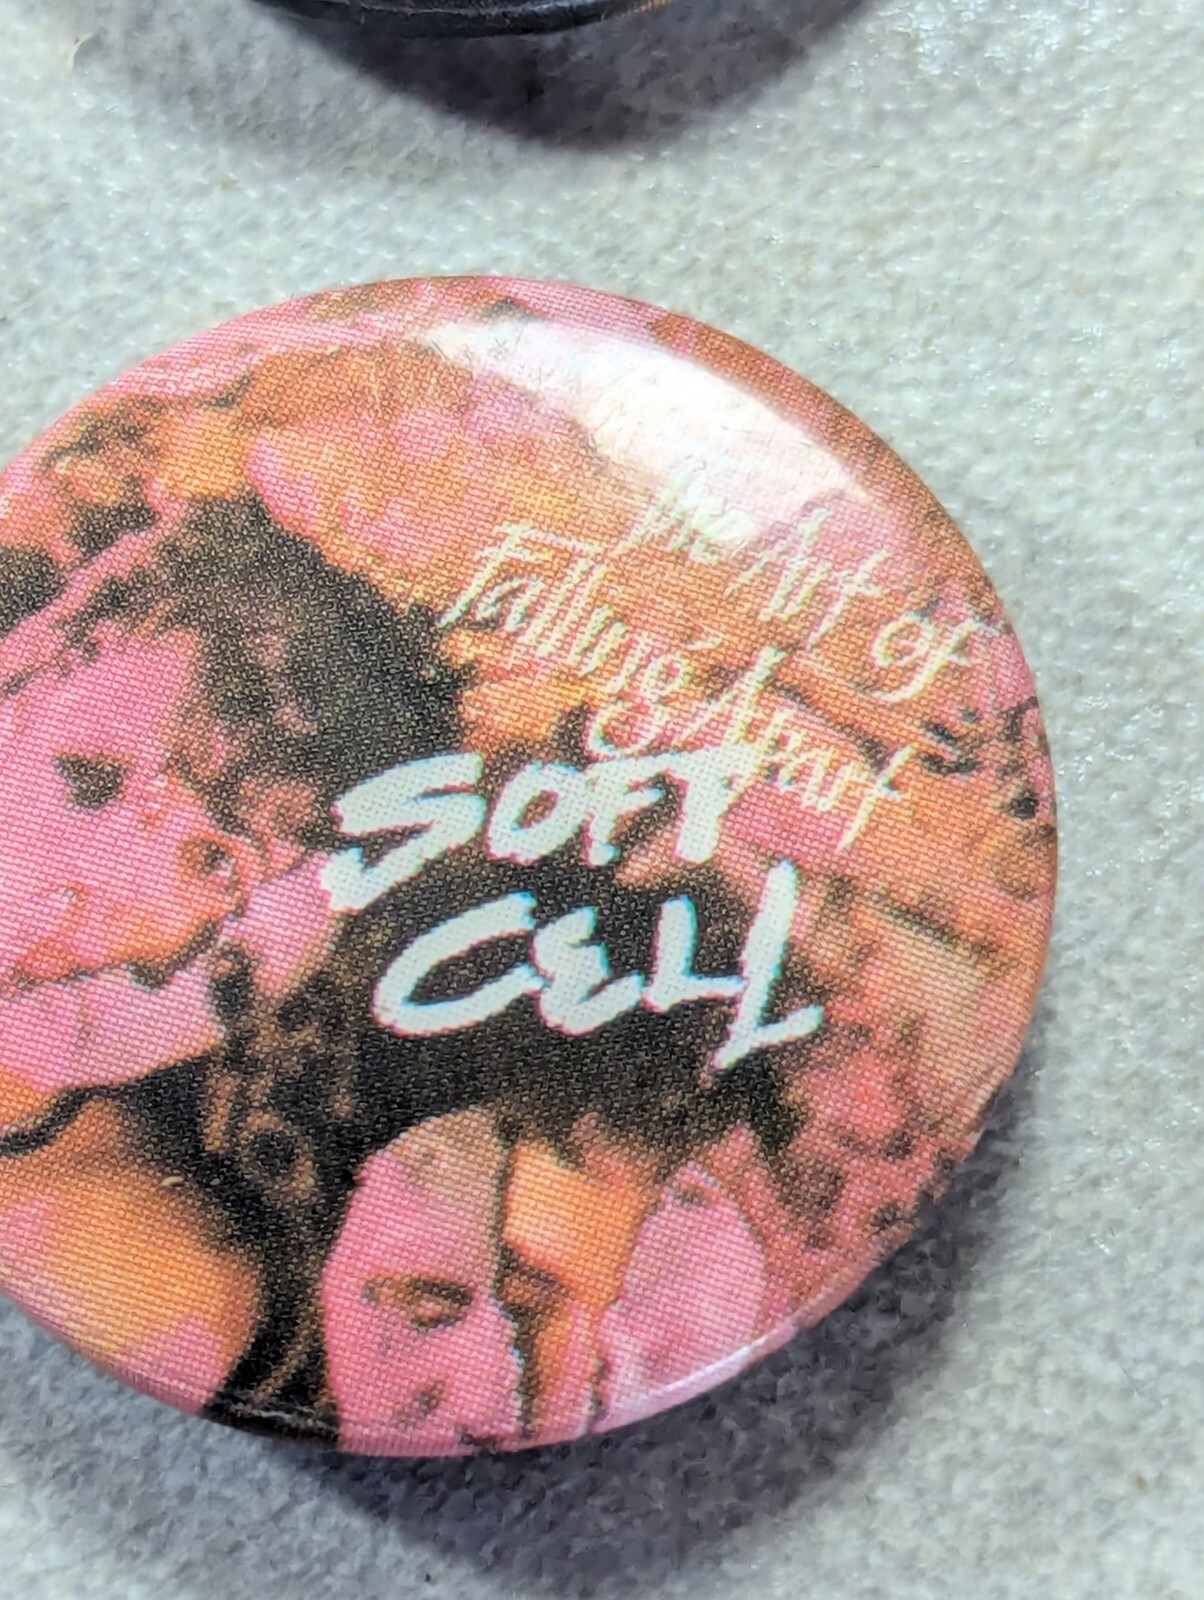 The Art of
Falling Apart
SOFT
CELL